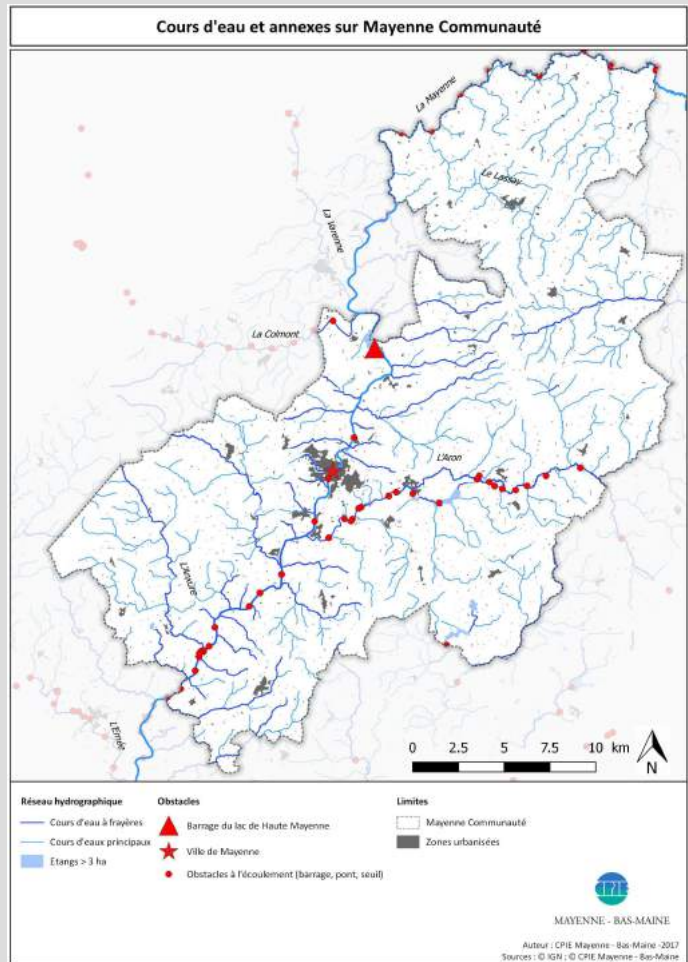 Cours d'eau et annexes sur Mayenne Communauté
La Mayenne
Le Lassay
La Varenne
La Colmont
L'Aron
L'Anvûre
L'Ernée
0 2.5 5 7.5 10 km
N
Réseau hydrographique
Cours d'eau à frayères
Cours d'eaux principaux
Etangs > 3 ha
Obstacles
Barrage du lac de Haute Mayenne
Ville de Mayenne
Obstacles à l'écoulement (barrage, pont, seuil)
Limites
Mayenne Communauté
Zones urbanisées
CPIE
MAYENNE - BAS-MAINE
Auteur : CPIE Mayenne - Bas-Maine -2017
Sources : © IGN ; © CPIE Mayenne - Bas-Maine